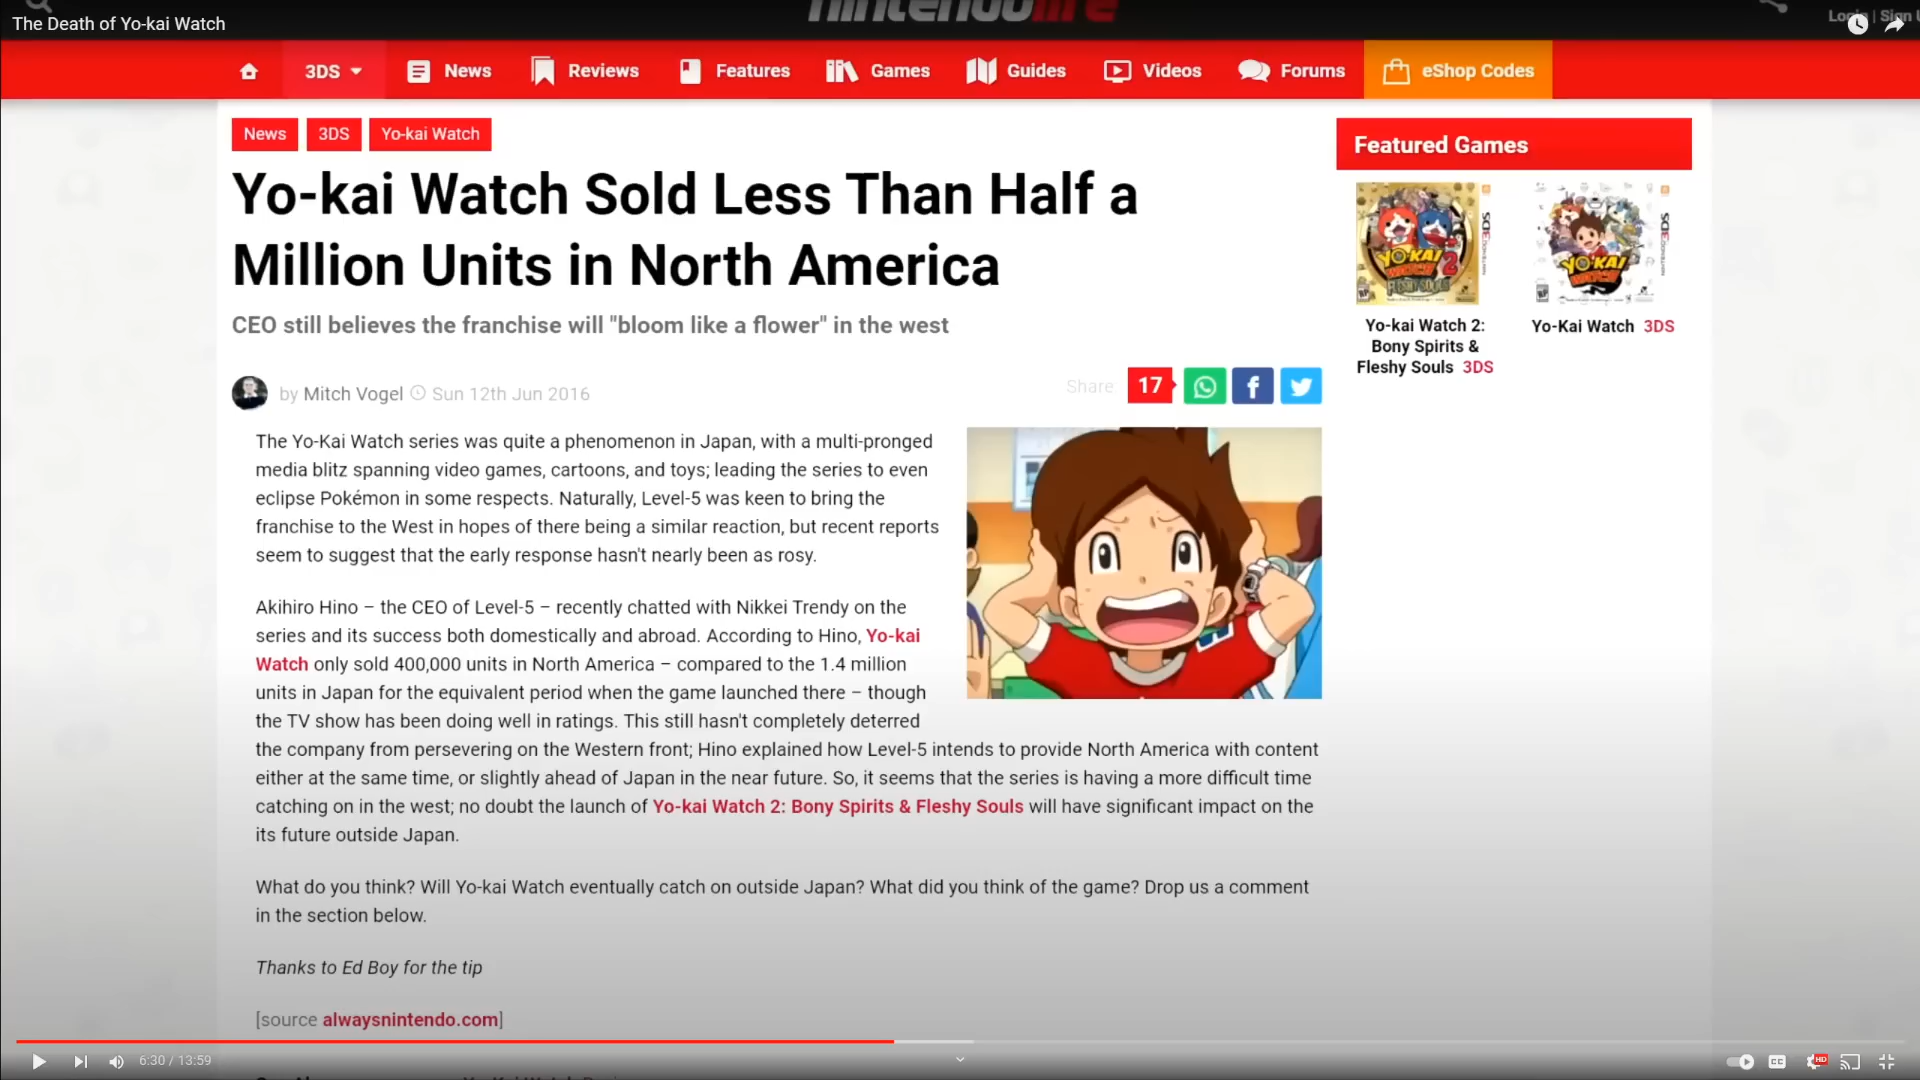 The Death of Yo-kai Watch
nintendolife
3DS
News
Reviews
Features
Games
Guides
Videos
Forums
eShop Codes
News
3DS
Yo-kai Watch
Yo-kai Watch Sold Less Than Half a
Million Units in North America
CEO still believes the franchise will "bloom like a flower" in the west
by Mitch Vogel Sun 12th Jun 2016
Share
17
The Yo-Kai Watch series was quite a phenomenon in Japan, with a multi-pronged
media blitz spanning video games, cartoons, and toys; leading the series to even
eclipse Pokémon in some respects. Naturally, Level-5 was keen to bring the
franchise to the West in hopes of there being a similar reaction, but recent reports
seem to suggest that the early response hasn't nearly been as rosy.
Akihiro Hino – the CEO of Level-5 – recently chatted with Nikkei Trendy on the
series and its success both domestically and abroad. According to Hino, Yo-kai
Watch only sold 400,000 units in North America – compared to the 1.4 million
units in Japan for the equivalent period when the game launched there – though
the TV show has been doing well in ratings. This still hasn't completely deterred
the company from persevering on the Western front; Hino explained how Level-5 intends to provide North America with content
either at the same time, or slightly ahead of Japan in the near future. So, it seems that the series is having a more difficult time
catching on in the west; no doubt the launch of Yo-kai Watch 2: Bony Spirits & Fleshy Souls will have significant impact on the
its future outside Japan.
What do you think? Will Yo-kai Watch eventually catch on outside Japan? What did you think of the game? Drop us a comment
in the section below.
Thanks to Ed Boy for the tip
[source alwaysnintendo.com]
Featured Games
YO-KAI
WATCH 2
FLESHY SOULS
NINTENDO 3DS
YO-KAI
WATCH
NINTENDO 3DS
Yo-kai Watch 2:
Bony Spirits &
Fleshy Souls 3DS
Yo-Kai Watch 3DS
6:30 / 13:59
CC
HD